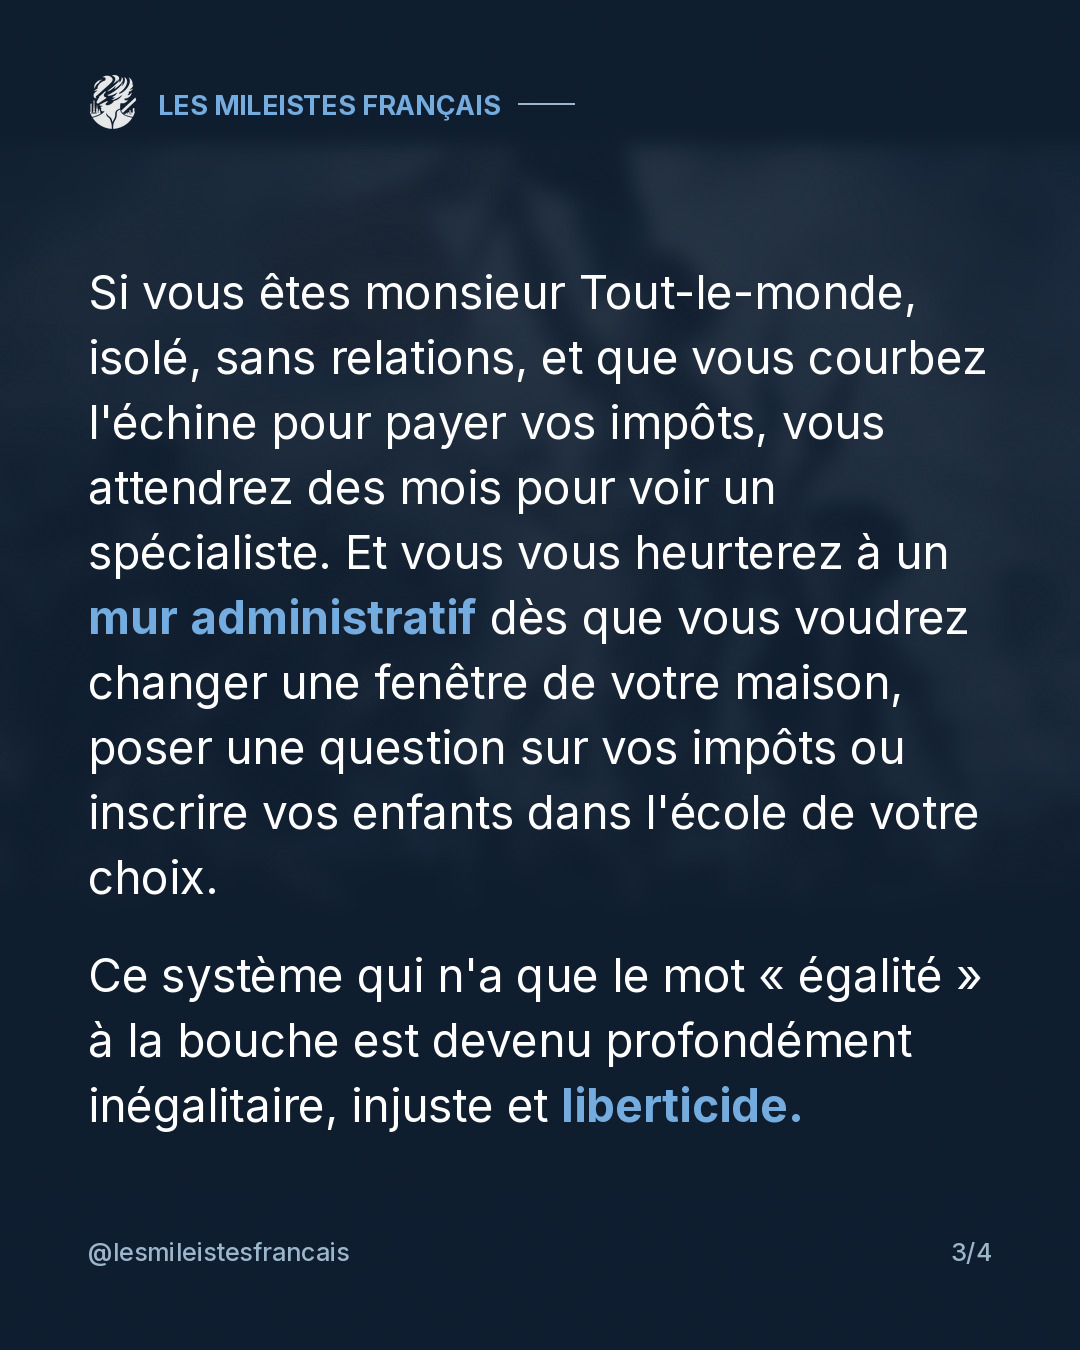 LES MILEISTES FRANÇAIS
Si vous êtes monsieur Tout-le-monde,
isolé, sans relations, et que vous courbez
l'échine pour payer vos impôts, vous
attendrez des mois pour voir un
spécialiste. Et vous vous heurterez à un
mur administratif dès que vous voudrez
changer une fenêtre de votre maison,
poser une question sur vos impôts ou
inscrire vos enfants dans l'école de votre
choix.
Ce système qui n'a que le mot « égalité »
à la bouche est devenu profondément
inégalitaire, injuste et liberticide.
@lesmileistesfrancais
3/4